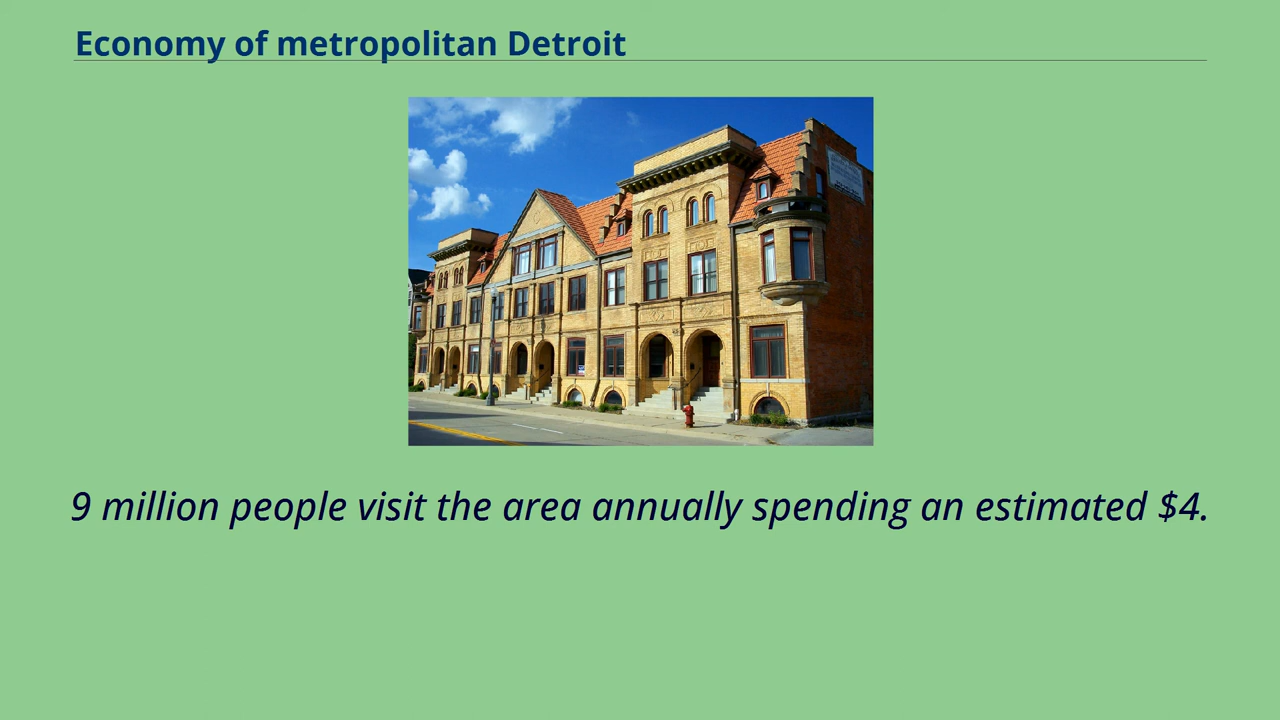 Economy of metropolitan Detroit
9 million people visit the area annually spending an estimated $4.